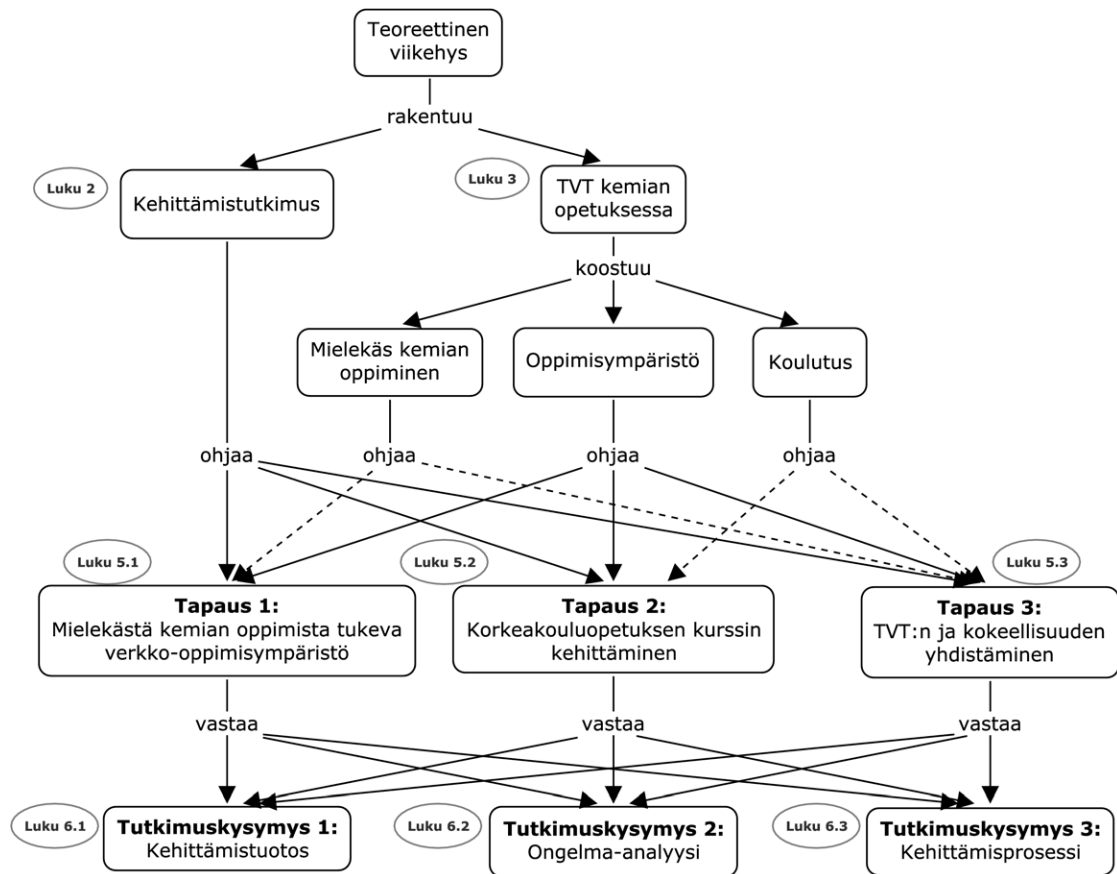 Teoreettinen
viikehys
rakentuu
Luku 2
Kehittämistutkimus
Luku 3
TVT kemian
opetuksessa
koostuu
Mielekäs kemian
oppiminen
Oppimisympäristö
Koulutus
ohjaa
ohjaa
ohjaa
ohjaa
Luku 5.1
Luku 5.2
Luku 5.3
Tapaus 1:
Mielekästä kemian oppimista tukeva
verkko-oppimisympäristö
Tapaus 2:
Korkeakouluopetuksen kurssin
kehittäminen
Tapaus 3:
TVT:n ja kokeellisuuden
yhdistäminen
vastaa
vastaa
vastaa
Luku 6.1
Tutkimuskysymys 1:
Kehittämistuotos
Luku 6.2
Tutkimuskysymys 2:
Ongelma-analyysi
Luku 6.3
Tutkimuskysymys 3:
Kehittämisprosessi